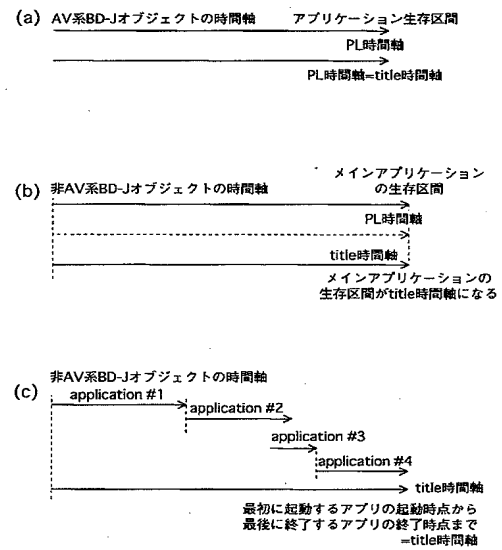 (a)
AV系BD-Jオブジェクトの時間軸
アプリケーション生存区間
PL時間軸
PL時間軸=title時間軸
(b)
非AV系BD-Jオブジェクトの時間軸
メインアプリケーション
の生存区間
PL時間軸
title時間軸
メインアプリケーションの
生存区間がtitle時間軸になる
(c)
非AV系BD-Jオブジェクトの時間軸
application #1
application #2
application #3
application #4
title時間軸
最初に起動するアプリの起動時点から
最後に終了するアプリの終了時点まで
=title時間軸